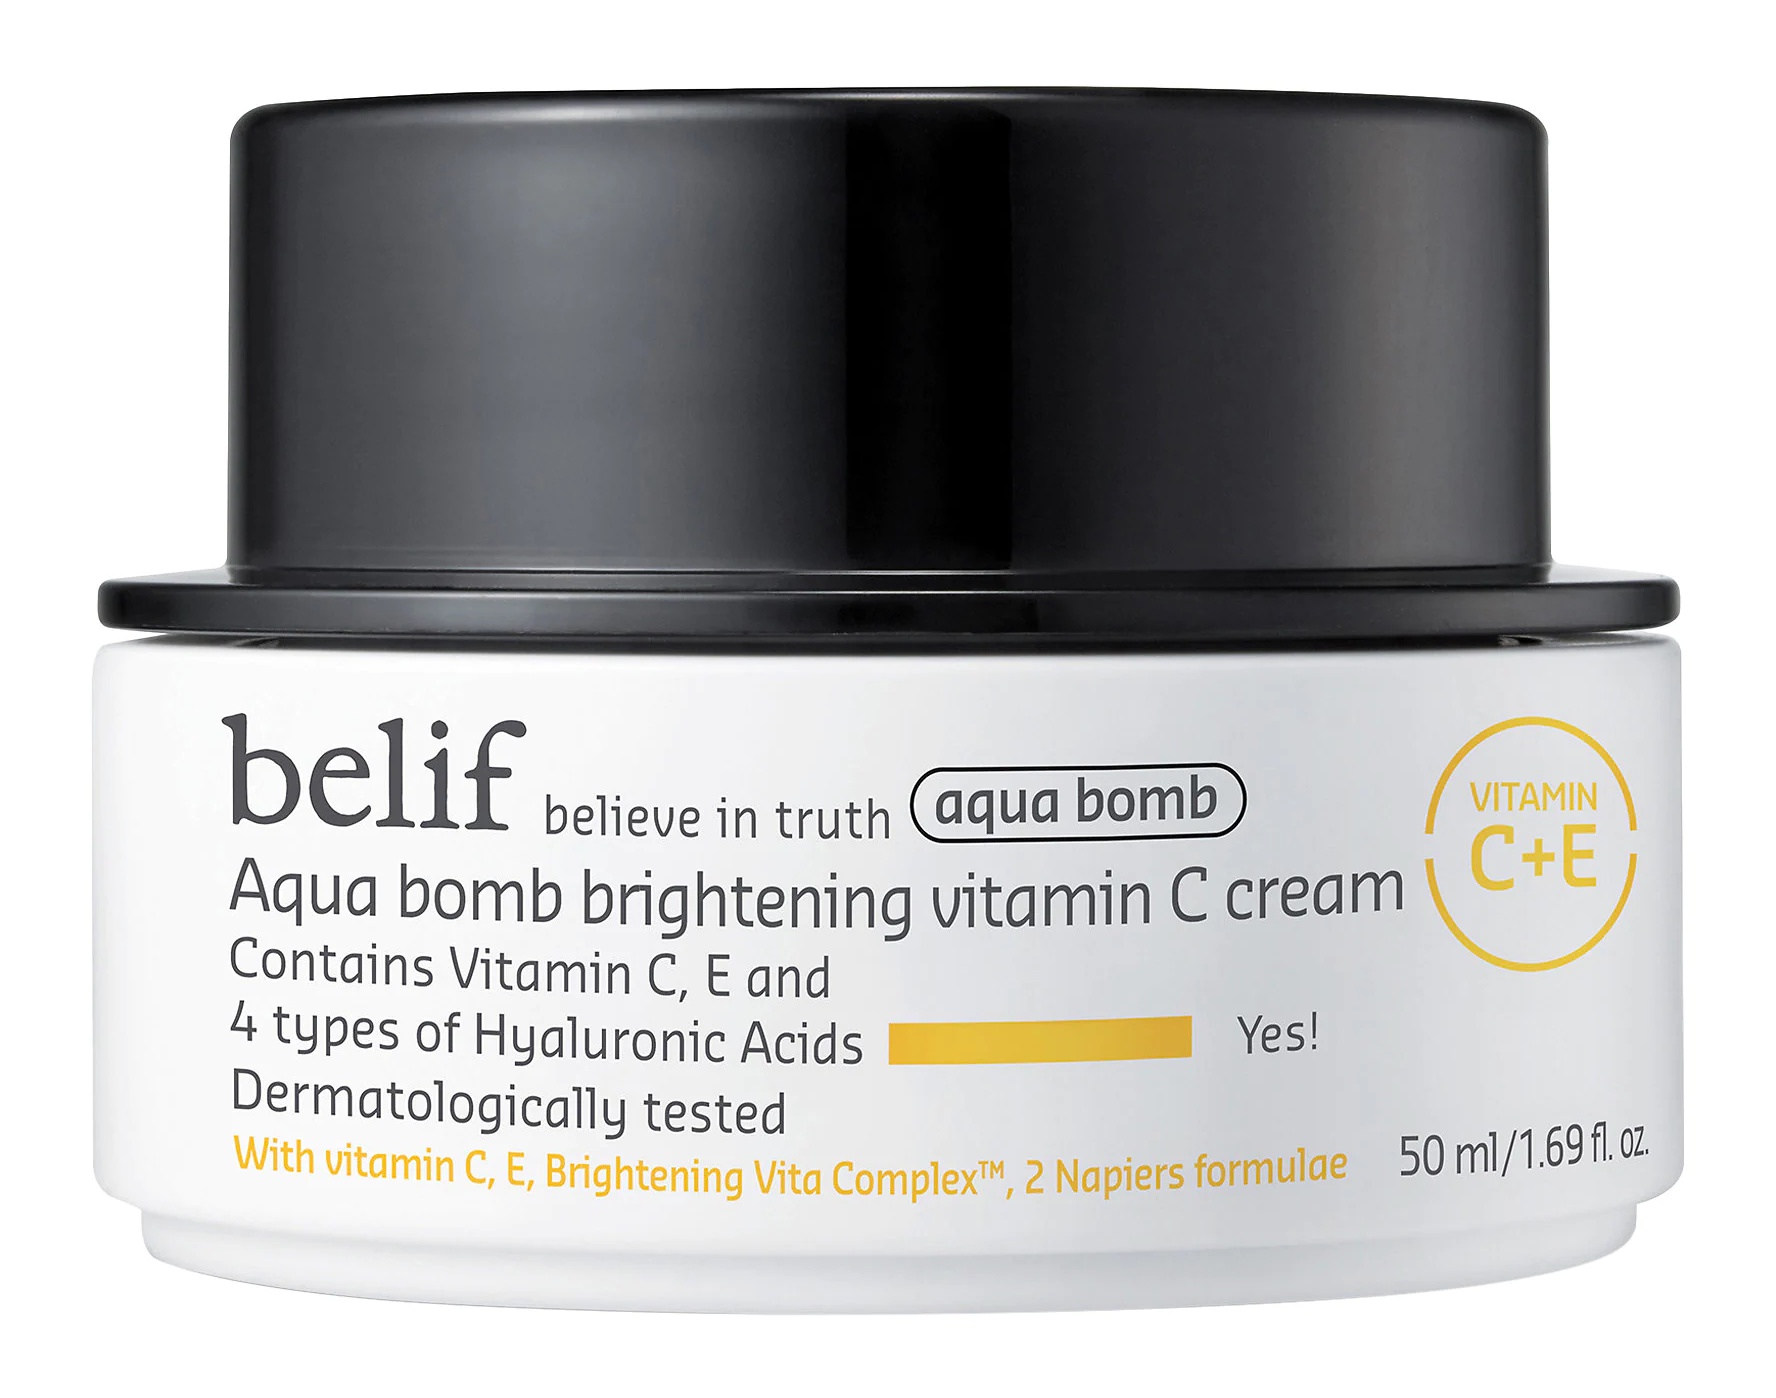 belif believe in truth aqua bomb
Aqua bomb brightening vitamin C cream
VITAMIN
C+E
Contains Vitamin C, E and
4 types of Hyaluronic Acids Yes!
Dermatologically tested
With vitamin C, E, Brightening Vita Complex™, 2 Napiers formulae
50 ml/1.69 fl. oz.